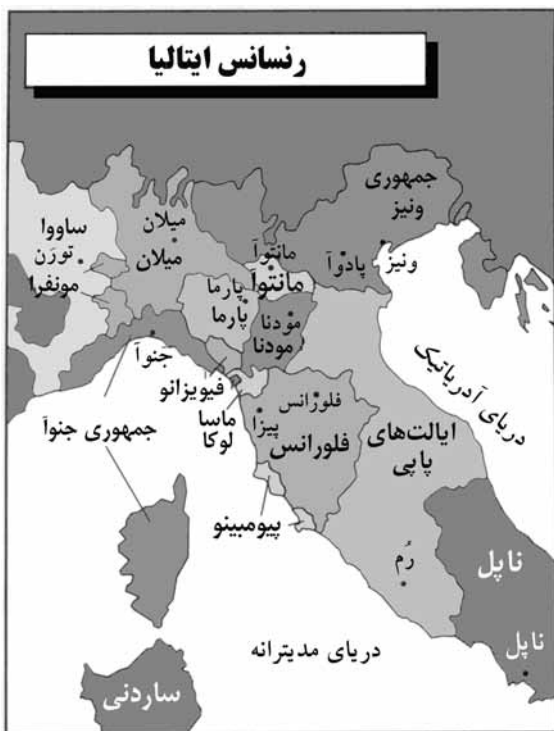 رنسانس ایتالیا
جمهوری
ونیز
ونیز
پادوآ
میلان
میلان
ساووا
تورَن
مونفرا
مانتوآ
مانتوآ
پارما
پارما
مودنا
مودنا
جنوآ
فیویزانو
ماسا
لوکا
جمهوری جنوآ
فلورانس
فلورانس
پیزا
پیومبینو
ایالت‌های
پاپی
دریای آدریاتیک
رُم
ناپل
ناپل
دریای مدیترانه
ساردنی